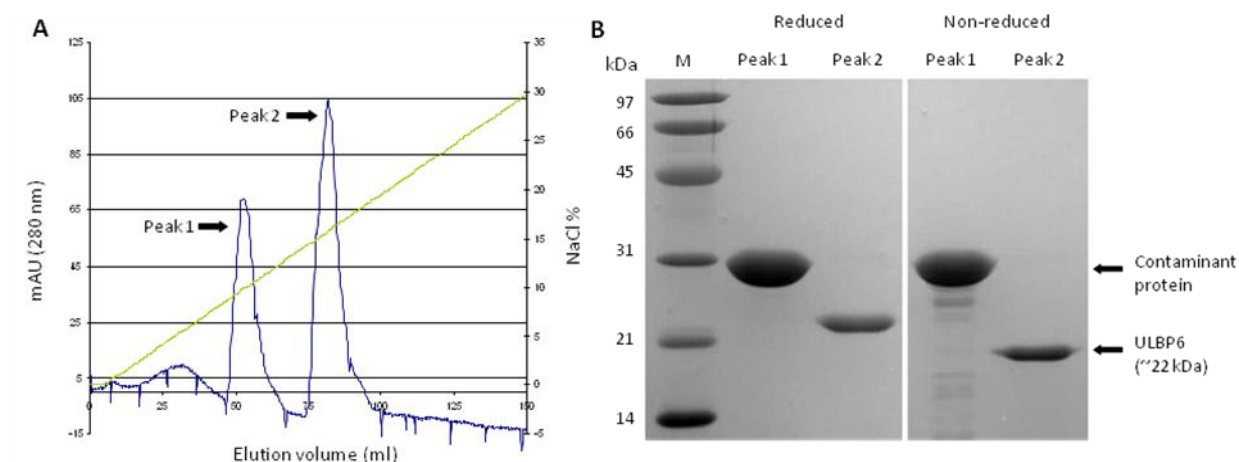 A
125
105
85
65
45
25
5
-15
mAU (280 nm)
0
50
25
75
100
125
150
Elution volume (ml)
35
30
25
20
15
10
5
0
-5
NaCl %
Peak 1
Peak 2
B
Reduced
Non-reduced
kDa
M
Peak 1
Peak 2
Peak 1
Peak 2
97
66
45
31
21
14
Contaminant
protein
ULBP6
(~22 kDa)